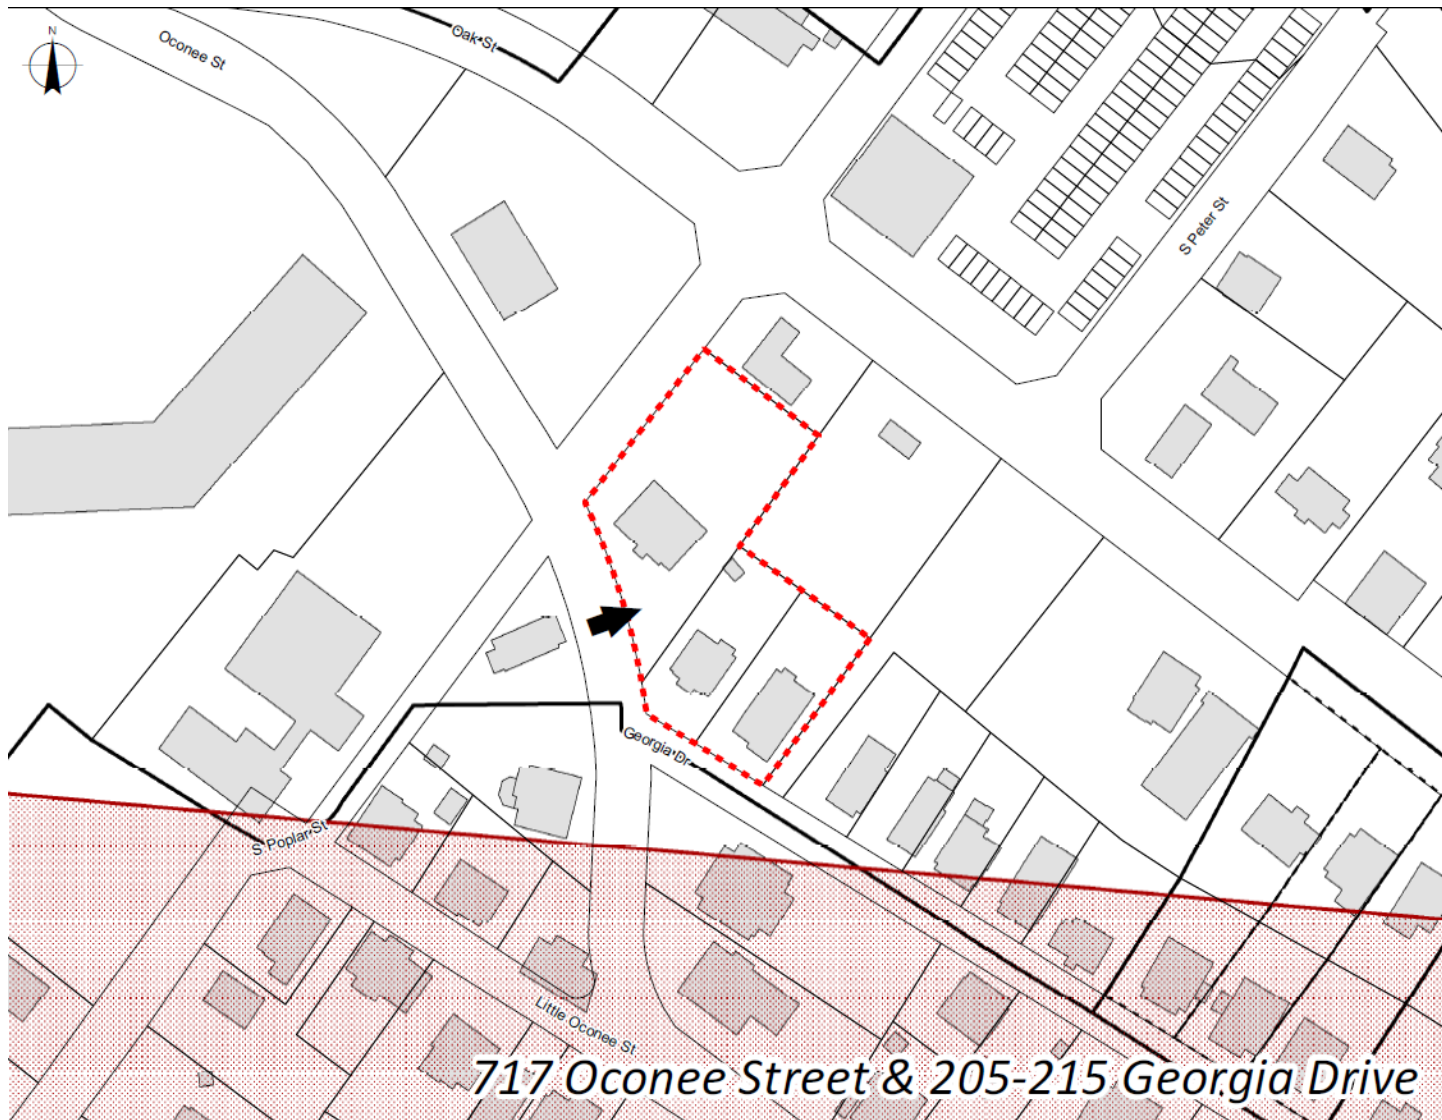 N
Oconee St
Oak St
S Peter St
Georgia Dr
S Poplar St
Little Oconee St
717 Oconee Street & 205-215 Georgia Drive